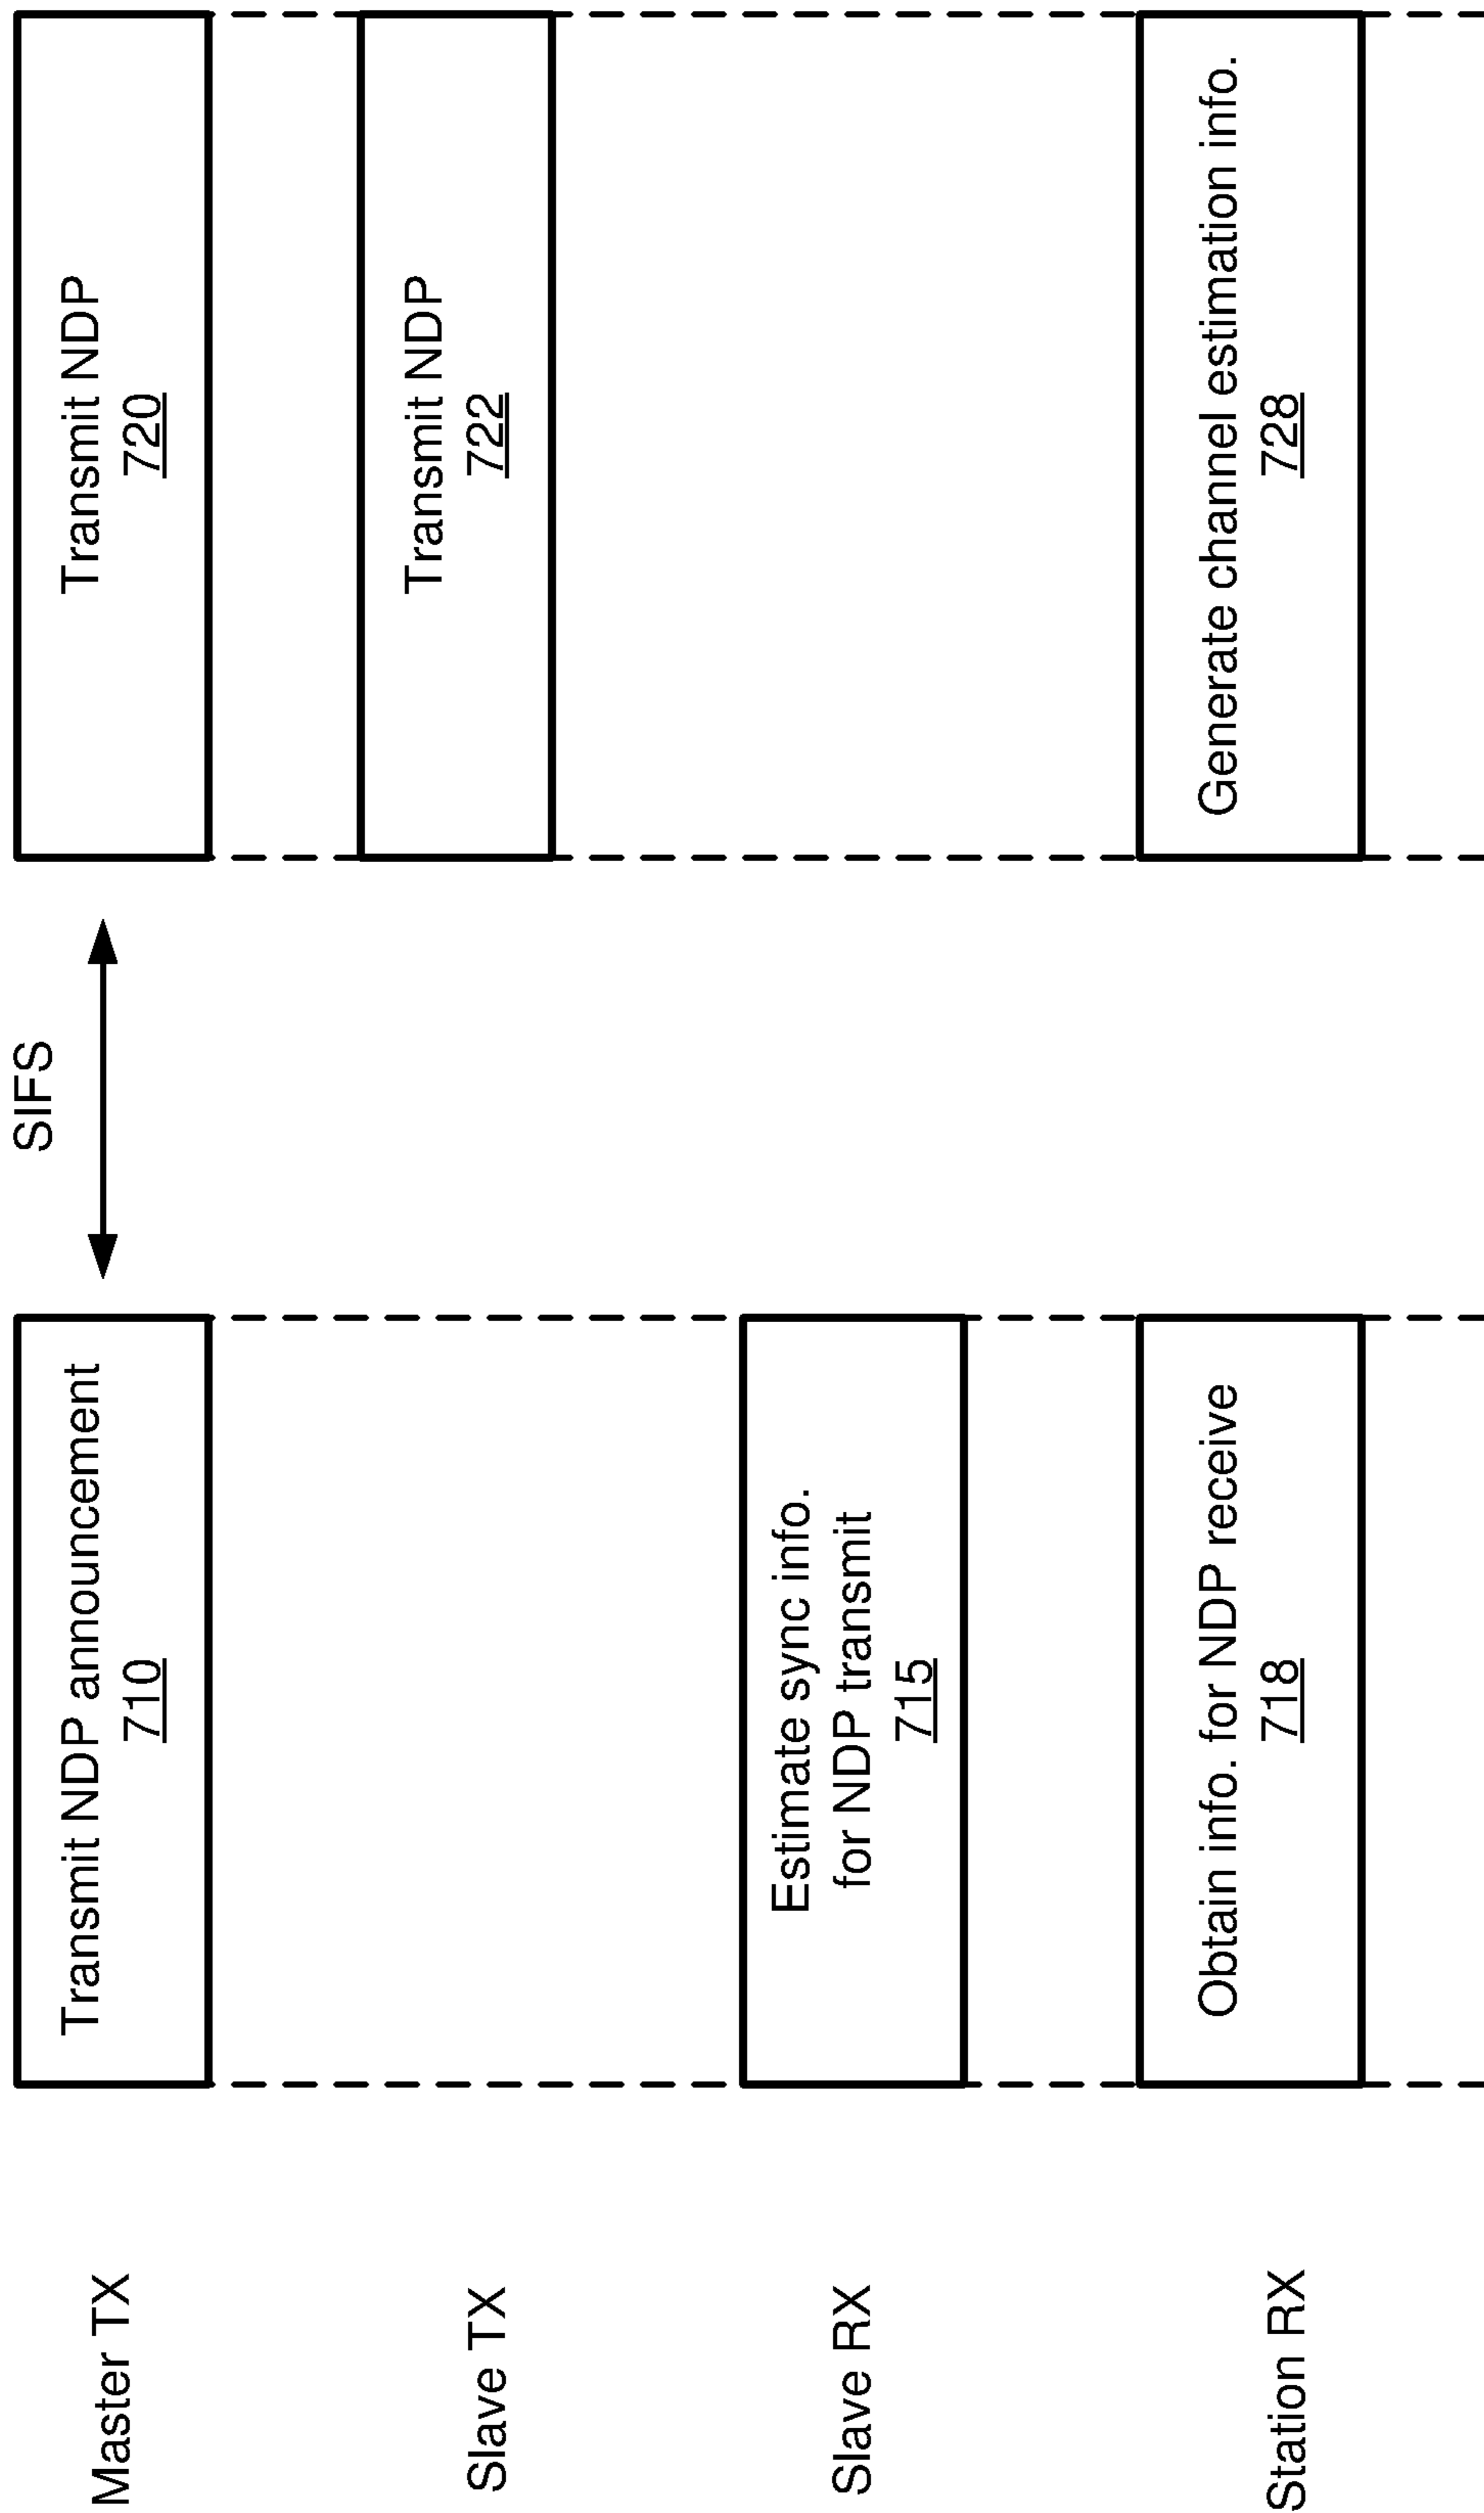 SIFS
Master TX
Transmit NDP announcement
710
Transmit NDP
720
Slave TX
Transmit NDP
722
Slave RX
Estimate sync info.
for NDP transmit
715
Station RX
Obtain info. for NDP receive
718
Generate channel estimation info.
728